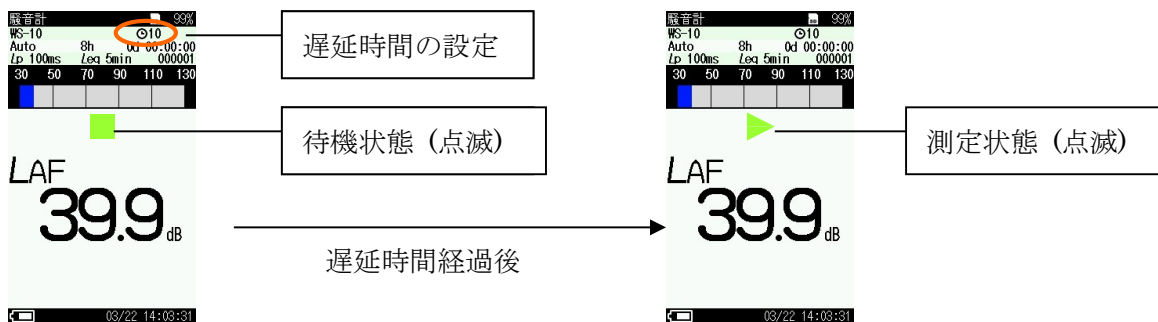 騒音計 99%
WS-10 10
Auto 8h 0d 00:00:00
Lp 100ms Leq 5min 000001
30 50 70 90 110 130
LAF
39.9 dB
03/22 14:03:31
遅延時間の設定
待機状態 (点滅)
遅延時間経過後
騒音計 99%
WS-10 10
Auto 8h 0d 00:00:00
Lp 100ms Leq 5min 000001
30 50 70 90 110 130
LAF
39.9 dB
03/22 14:03:31
測定状態 (点滅)